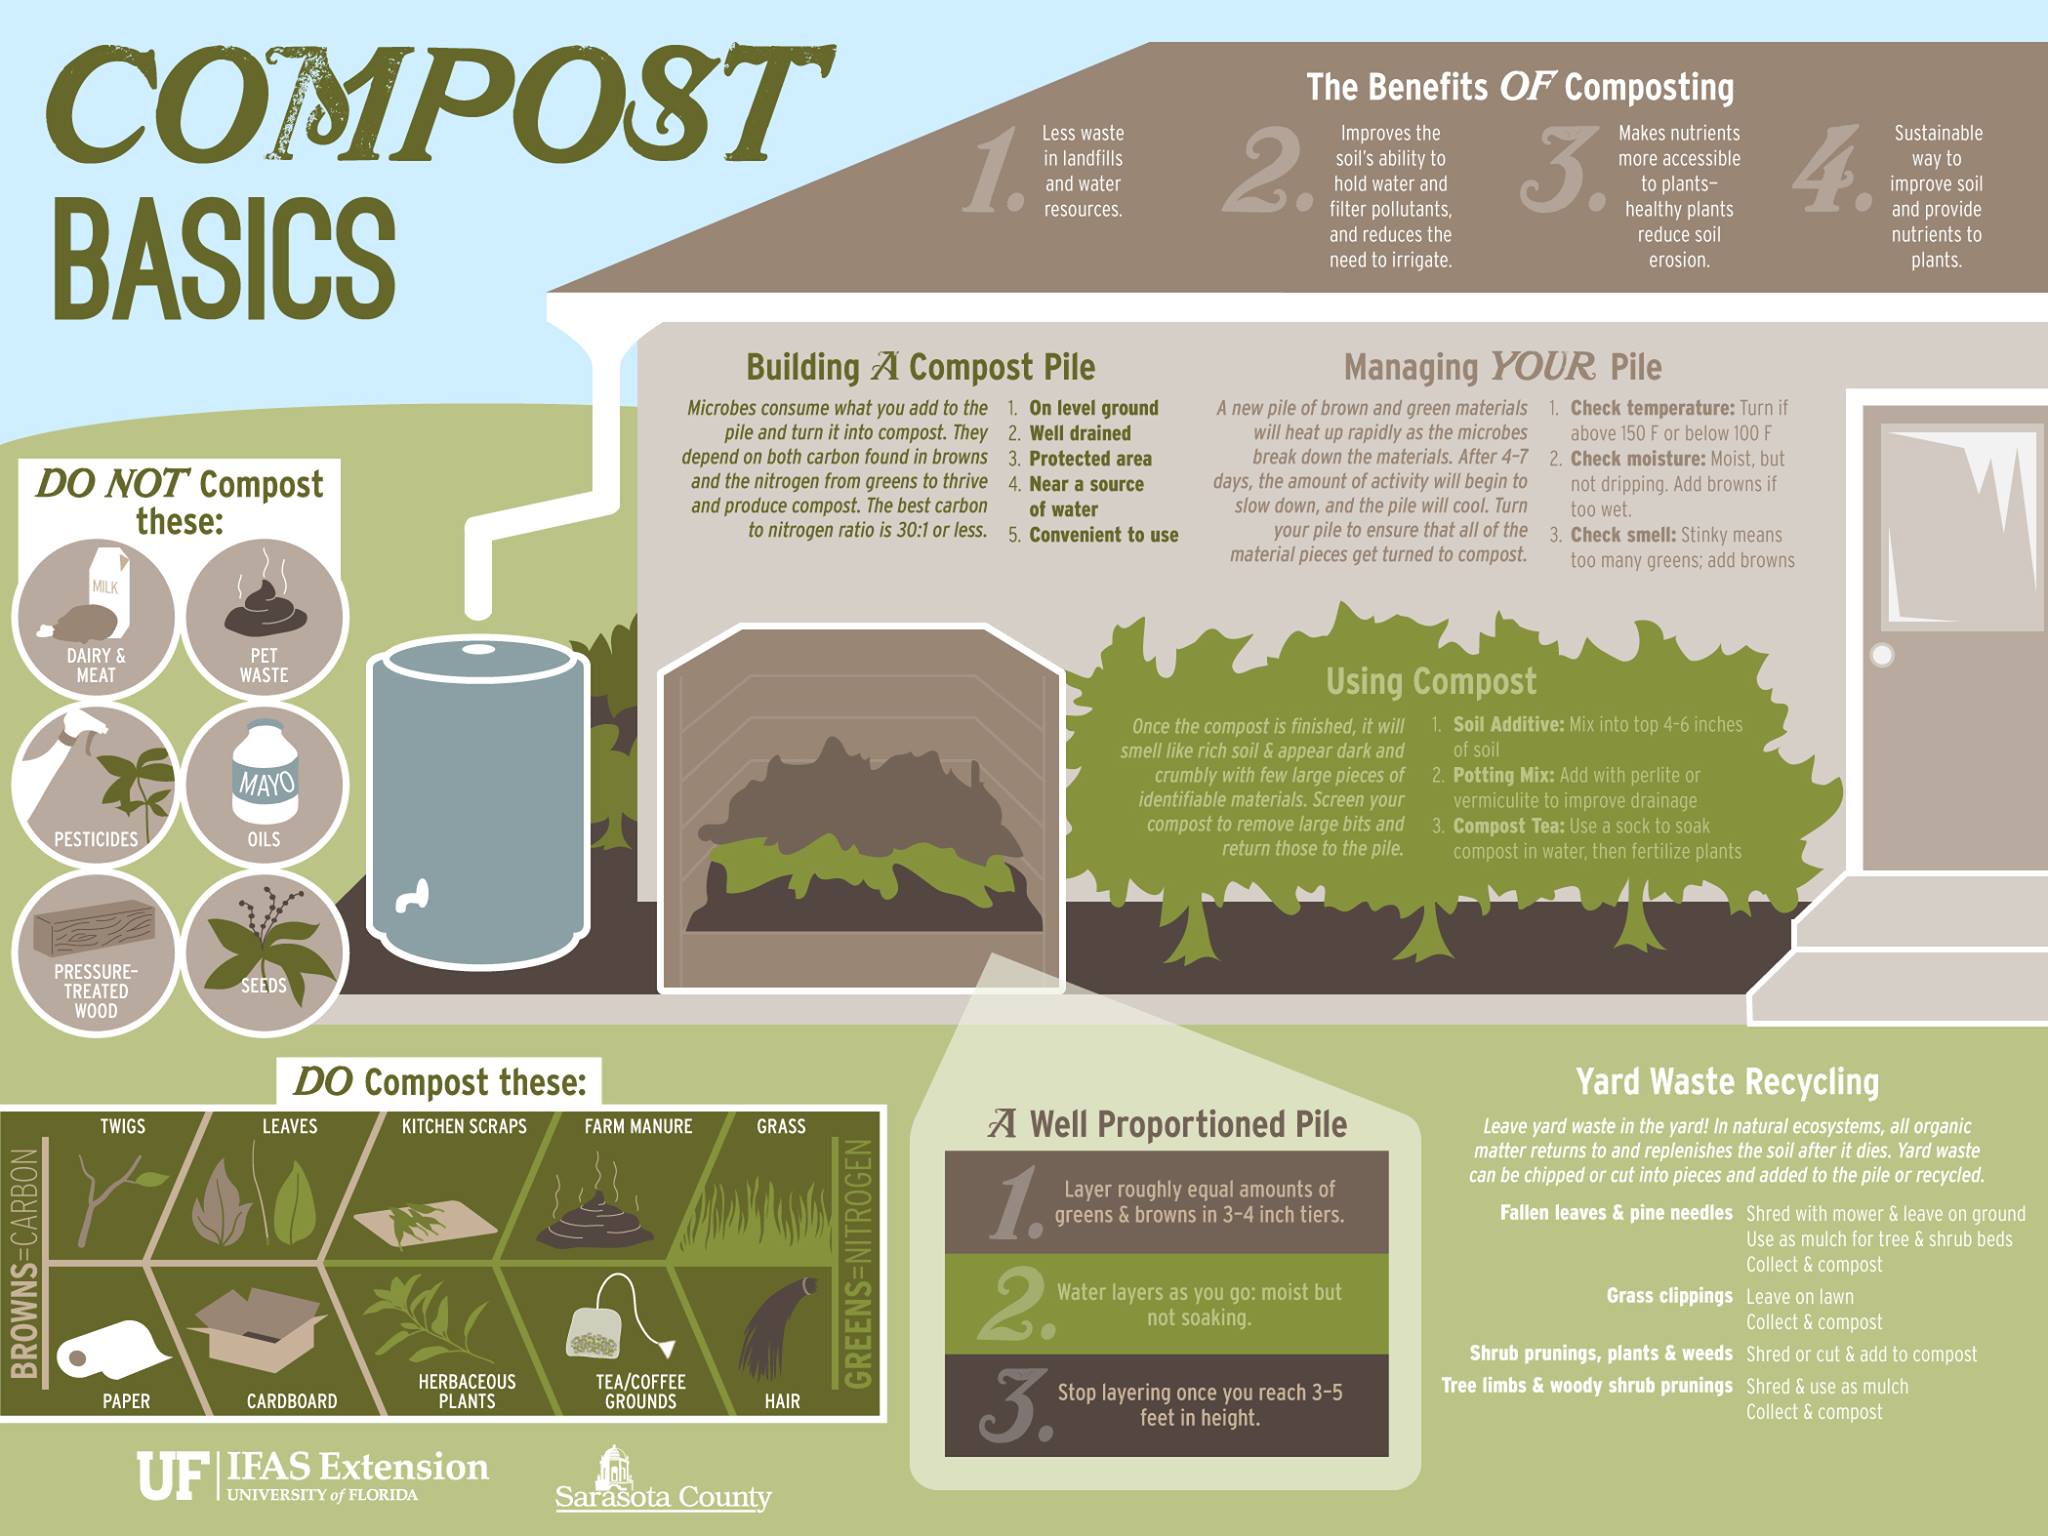 COMPOST
BASICS
The Benefits OF Composting
1.
Less waste
in landfills
and water
resources.
2.
Improves the
soil's ability to
hold water and
filter pollutants,
and reduces the
need to irrigate.
3.
Makes nutrients
more accessible
to plants–
healthy plants
reduce soil
erosion.
4.
Sustainable
way to
improve soil
and provide
nutrients to
plants.
Building A Compost Pile
Microbes consume what you add to the
pile and turn it into compost. They
depend on both carbon found in browns
and the nitrogen from greens to thrive
and produce compost. The best carbon
to nitrogen ratio is 30:1 or less.
1. On level ground
2. Well drained
3. Protected area
4. Near a source
of water
5. Convenient to use
Managing YOUR Pile
A new pile of brown and green materials
will heat up rapidly as the microbes
break down the materials. After 4–7
days, the amount of activity will begin to
slow down, and the pile will cool. Turn
your pile to ensure that all of the
material pieces get turned to compost.
1. Check temperature: Turn if
above 150 F or below 100 F
2. Check moisture: Moist, but
not dripping. Add browns if
too wet.
3. Check smell: Stinky means
too many greens; add browns
DO NOT Compost
these:
MILK
DAIRY &
MEAT
PET
WASTE
PESTICIDES
MAYO
OILS
PRESSURE-
TREATED
WOOD
SEEDS
Using Compost
Once the compost is finished, it will
smell like rich soil & appear dark and
crumbly with few large pieces of
identifiable materials. Screen your
compost to remove large bits and
return those to the pile.
1. Soil Additive: Mix into top 4-6 inches
of soil
2. Potting Mix: Add with perlite or
vermiculite to improve drainage
3. Compost Tea: Use a sock to soak
compost in water, then fertilize plants
DO Compost these:
BROWNS=CARBON
TWIGS
LEAVES
KITCHEN SCRAPS
FARM MANURE
GRASS
PAPER
CARDBOARD
HERBACEOUS
PLANTS
TEA/COFFEE
GROUNDS
HAIR
GREENS=NITROGEN
A Well Proportioned Pile
1.
Layer roughly equal amounts of
greens & browns in 3–4 inch tiers.
2.
Water layers as you go: moist but
not soaking.
3.
Stop layering once you reach 3–5
feet in height.
Yard Waste Recycling
Leave yard waste in the yard! In natural ecosystems, all organic
matter returns to and replenishes the soil after it dies. Yard waste
can be chipped or cut into pieces and added to the pile or recycled.
Fallen leaves & pine needles Shred with mower & leave on ground
Use as mulch for tree & shrub beds
Collect & compost
Grass clippings Leave on lawn
Collect & compost
Shrub prunings, plants & weeds Shred or cut & add to compost
Tree limbs & woody shrub prunings Shred & use as mulch
Collect & compost
UF IFAS Extension
UNIVERSITY of FLORIDA
Sarasota County